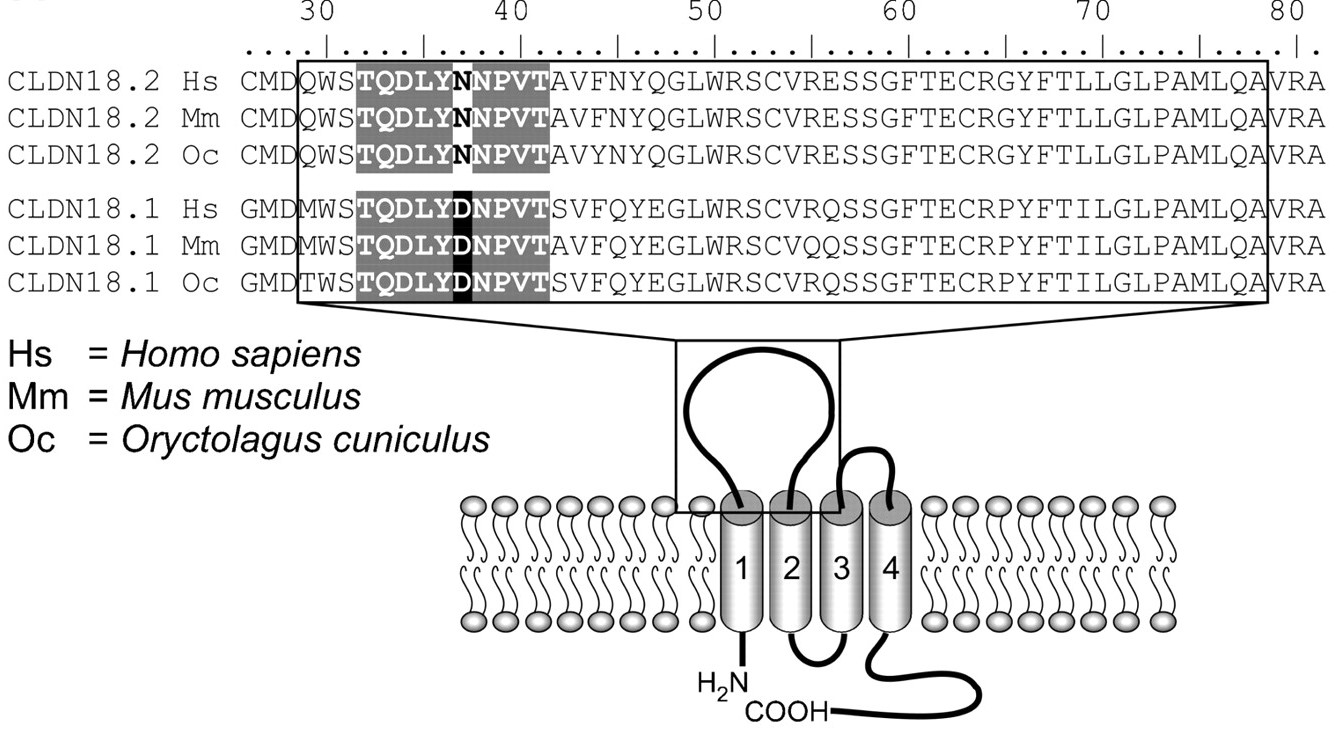 30 40 50 60 70 80
CLDN18.2 Hs CMDQWSTQDLYNNPVTAVFNYQGLWRSCVRESSGFTECRGYFTLLGLPAMLQAVRA
CLDN18.2 Mm CMDQWSTQDLYNNPVTAVFNYQGLWRSCVRESSGFTECRGYFTLLGLPAMLQAVRA
CLDN18.2 Oc CMDQWSTQDLYNNPVTAVYNYQGLWRSCVRESSGFTECRGYFTLLGLPAMLQAVRA
CLDN18.1 Hs GMDMWSTQDLYDNPVTSVFQYEGLWRSCVRQSSGFTECRPYFTILGLPAMLQAVRA
CLDN18.1 Mm GMDMWSTQDLYDNPVTAVFQYEGLWRSCVQQSSGFTECRPYFTILGLPAMLQAVRA
CLDN18.1 Oc GMDTWSTQDLYDNPVTSVFQYEGLWRSCVRQSSGFTECRPYFTILGLPAMLQAVRA
Hs = Homo sapiens
Mm = Mus musculus
Oc = Oryctolagus cuniculus
1 2 3 4
H₂N
COOH